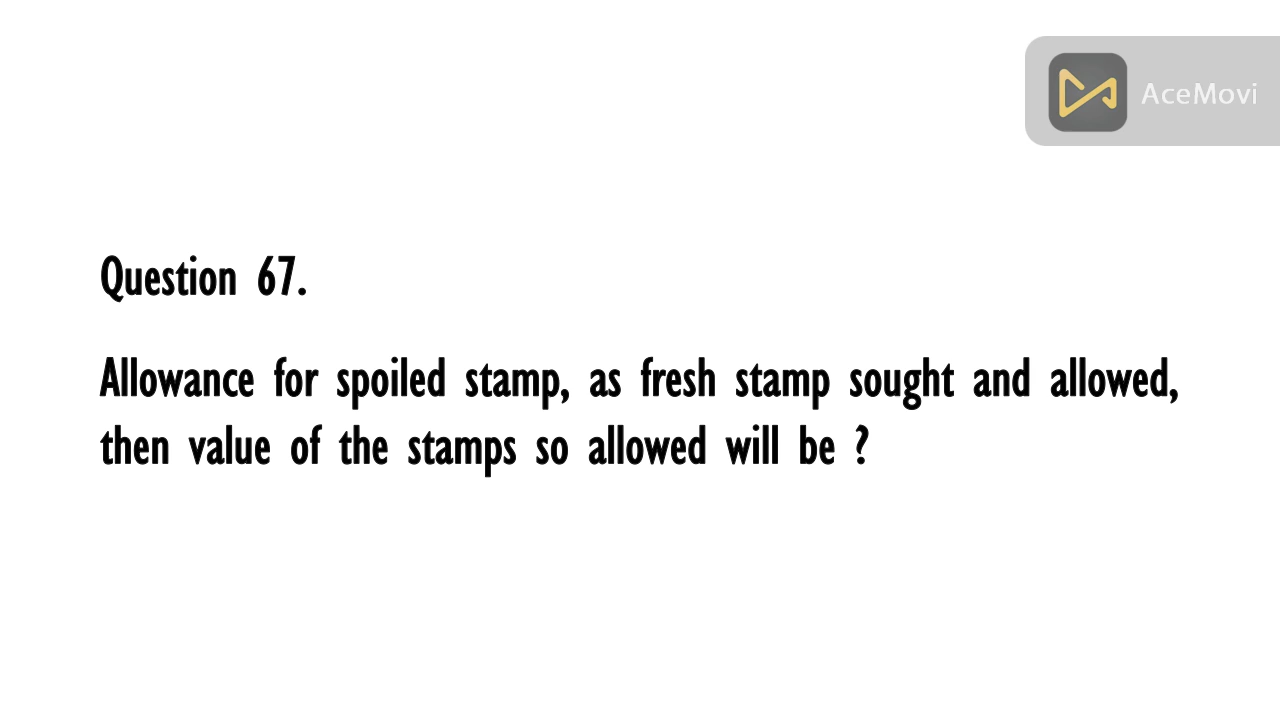 AceMovi
Question 67.
Allowance for spoiled stamp, as fresh stamp sought and allowed,
then value of the stamps so allowed will be ?